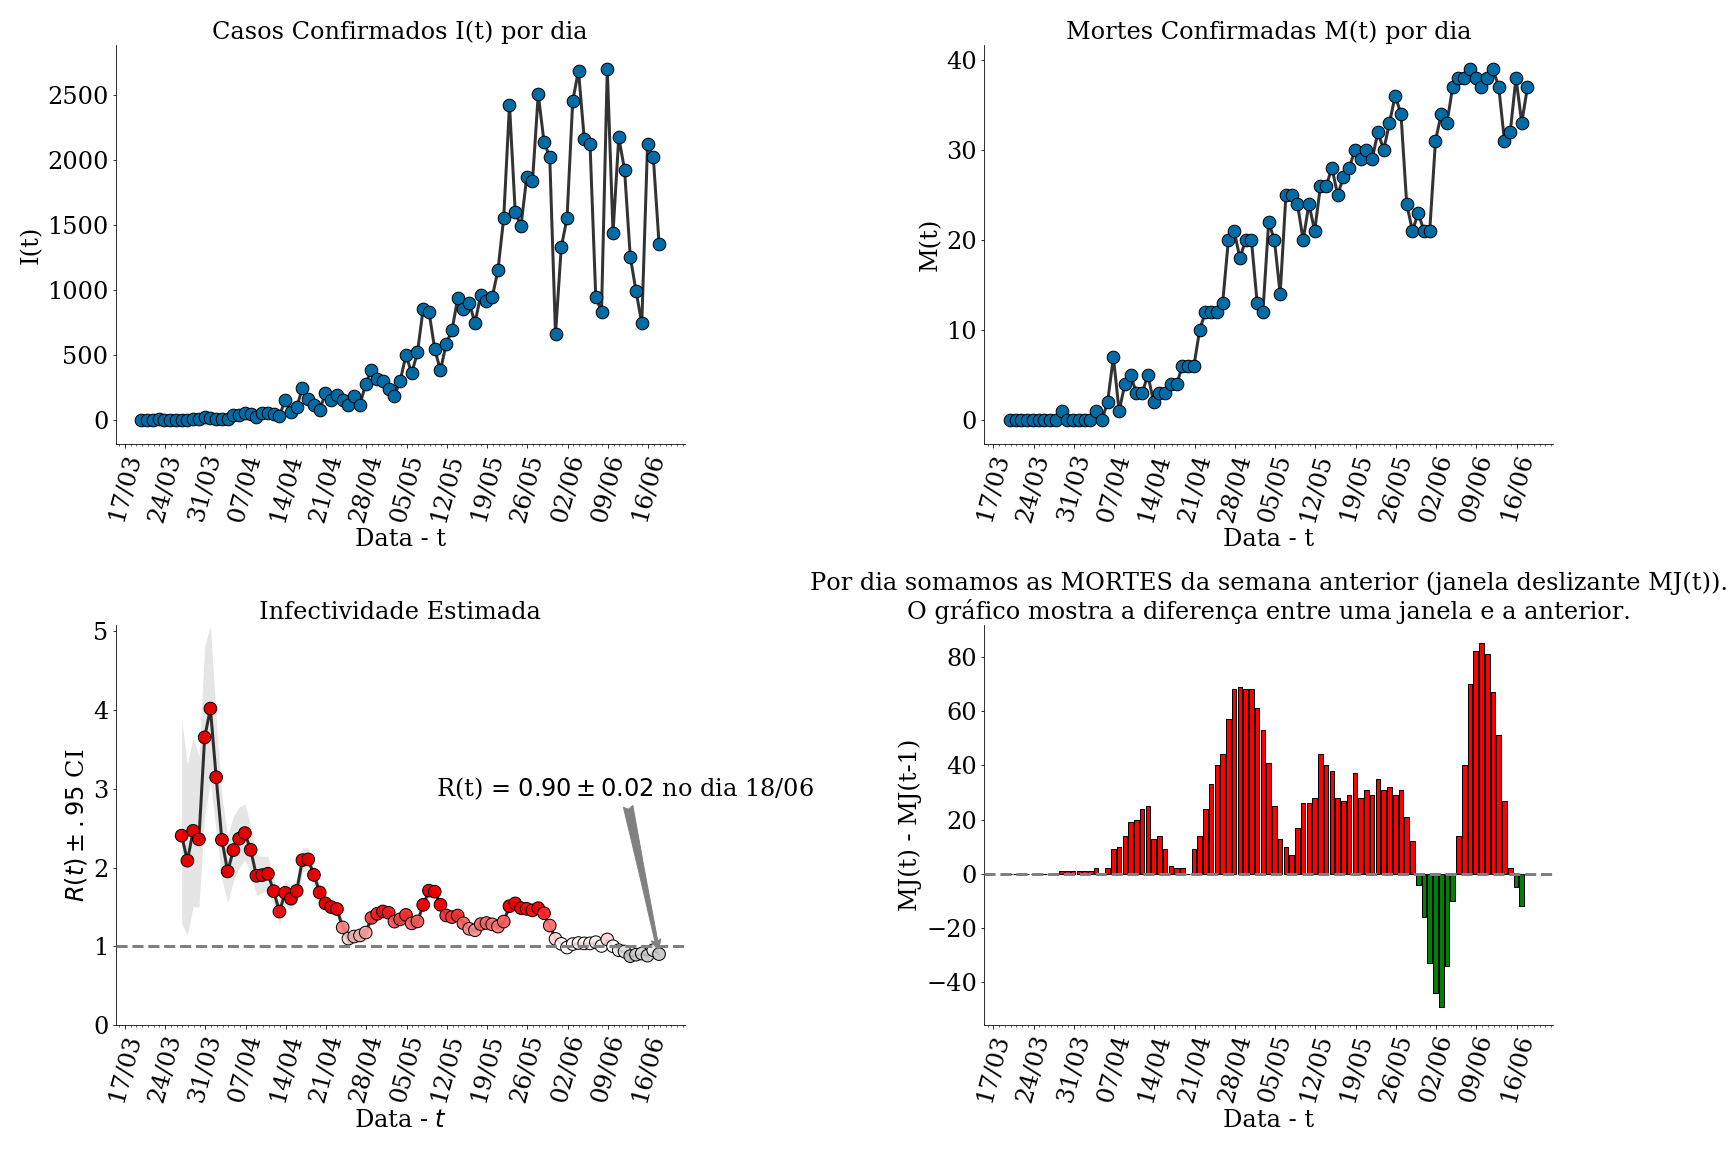 Casos Confirmados I(t) por dia
I(t)
2500
2000
1500
1000
500
0
17/03 24/03 31/03 07/04 14/04 21/04 28/04 05/05 12/05 19/05 26/05 02/06 09/06 16/06
Data - t
Mortes Confirmadas M(t) por dia
M(t)
40
30
20
10
0
17/03 24/03 31/03 07/04 14/04 21/04 28/04 05/05 12/05 19/05 26/05 02/06 09/06 16/06
Data - t
Infectividade Estimada
R(t) ± .95 CI
5
4
3
2
1
0
R(t) = 0.90 ± 0.02 no dia 18/06
17/03 24/03 31/03 07/04 14/04 21/04 28/04 05/05 12/05 19/05 26/05 02/06 09/06 16/06
Data - t
Por dia somamos as MORTES da semana anterior (janela deslizante MJ(t)).
O gráfico mostra a diferença entre uma janela e a anterior.
MJ(t) - MJ(t-1)
80
60
40
20
0
−20
−40
17/03 24/03 31/03 07/04 14/04 21/04 28/04 05/05 12/05 19/05 26/05 02/06 09/06 16/06
Data - t